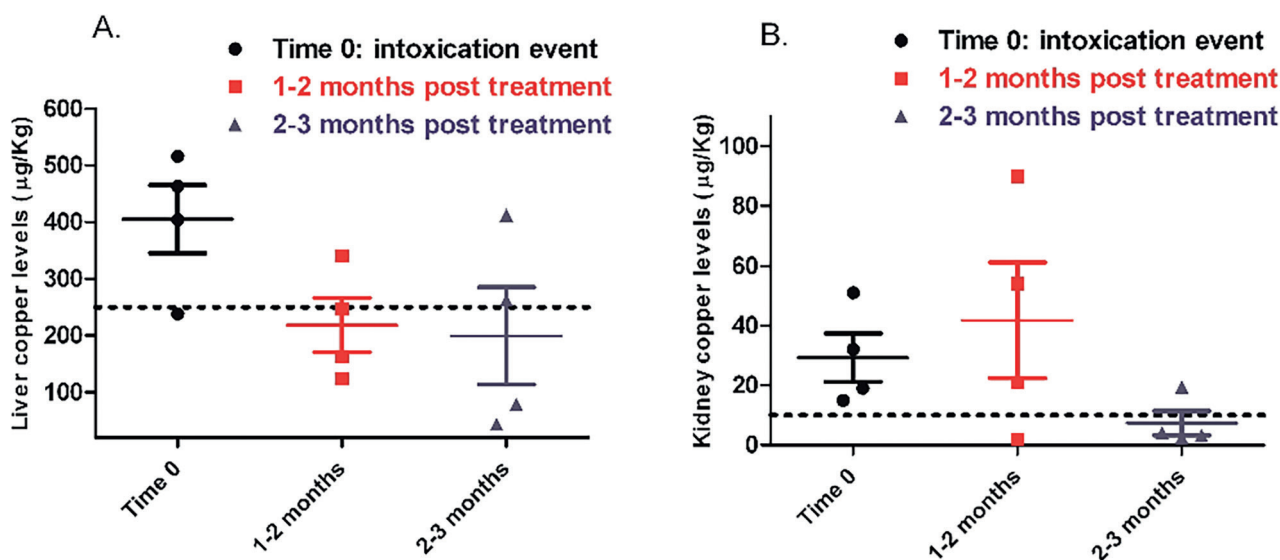 A.
Time 0: intoxication event
1-2 months post treatment
2-3 months post treatment
Liver copper levels (µg/Kg)
600
500
400
300
200
100
Time 0
1-2 months
2-3 months
B.
Time 0: intoxication event
1-2 months post treatment
2-3 months post treatment
Kidney copper levels (µg/Kg)
100
80
60
40
20
0
Time 0
1-2 months
2-3 months